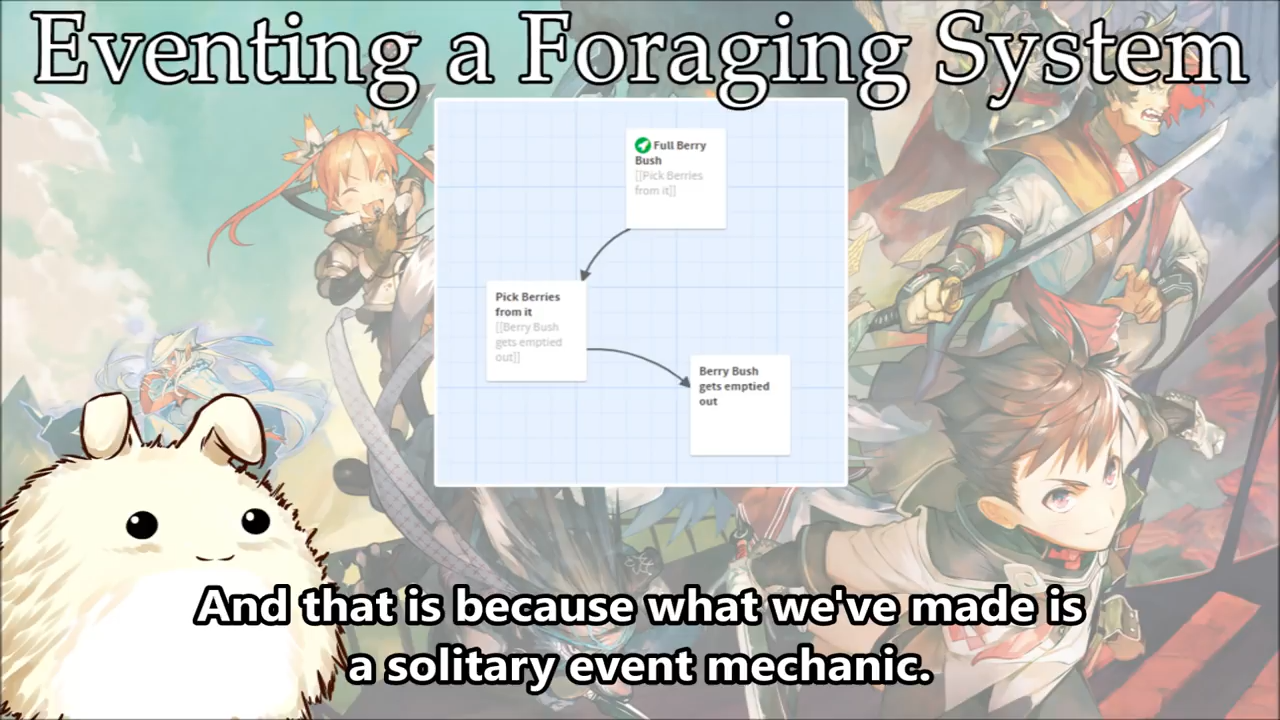 Eventing a Foraging System
Full Berry
Bush
[[Pick Berries
from it]]
Pick Berries
from it
[[Berry Bush
gets emptied
out]]
Berry Bush
gets emptied
out
And that is because what we've made is
a solitary event mechanic.